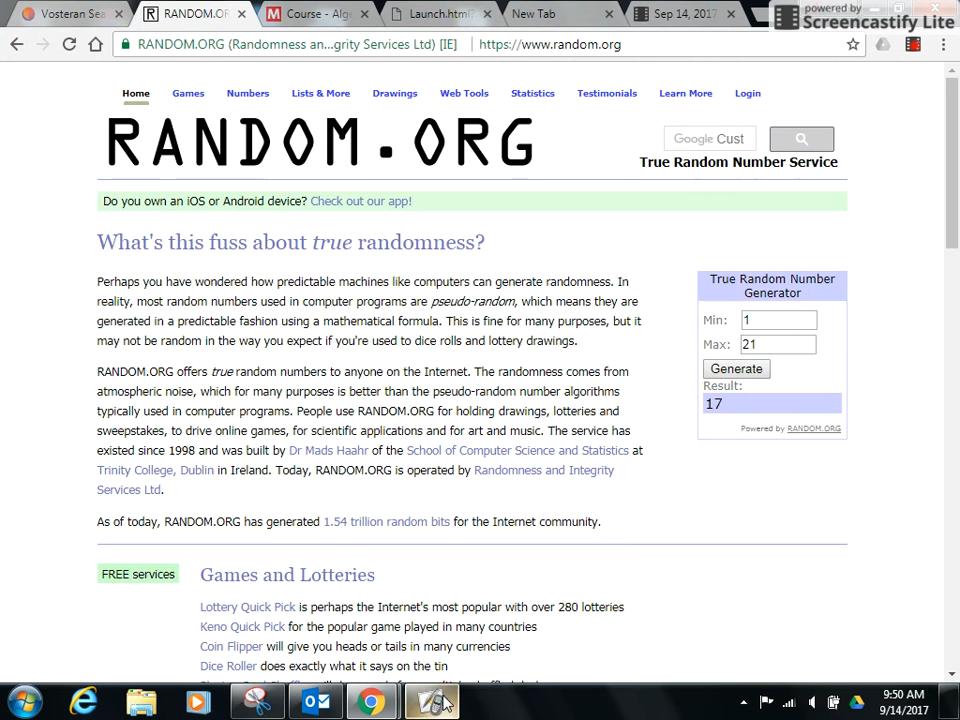 Vosteran Sea
RANDOM.OR
Course - Alge
Launch.html?
New Tab
Sep 14, 2017
powered by
Screencastify Lite
RANDOM.ORG (Randomness an...grity Services Ltd) [IE]
https://www.random.org
Home Games Numbers Lists & More Drawings Web Tools Statistics Testimonials Learn More Login
RANDOM.ORG
Google Cust
True Random Number Service
Do you own an iOS or Android device? Check out our app!
What's this fuss about true randomness?
Perhaps you have wondered how predictable machines like computers can generate randomness. In
reality, most random numbers used in computer programs are pseudo-random, which means they are
generated in a predictable fashion using a mathematical formula. This is fine for many purposes, but it
may not be random in the way you expect if you're used to dice rolls and lottery drawings.
RANDOM.ORG offers true random numbers to anyone on the Internet. The randomness comes from
atmospheric noise, which for many purposes is better than the pseudo-random number algorithms
typically used in computer programs. People use RANDOM.ORG for holding drawings, lotteries and
sweepstakes, to drive online games, for scientific applications and for art and music. The service has
existed since 1998 and was built by Dr Mads Haahr of the School of Computer Science and Statistics at
Trinity College, Dublin in Ireland. Today, RANDOM.ORG is operated by Randomness and Integrity
Services Ltd.
As of today, RANDOM.ORG has generated 1.54 trillion random bits for the Internet community.
True Random Number
Generator
Min: 1
Max: 21
Generate
Result:
17
Powered by RANDOM.ORG
FREE services
Games and Lotteries
Lottery Quick Pick is perhaps the Internet's most popular with over 280 lotteries
Keno Quick Pick for the popular game played in many countries
Coin Flipper will give you heads or tails in many currencies
Dice Roller does exactly what it says on the tin
9:50 AM
9/14/2017